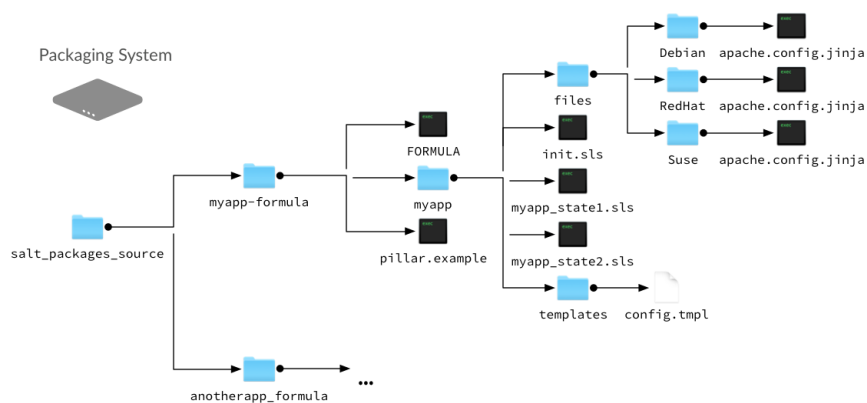 Packaging System
Debian
apache.config.jinja
files
RedHat
apache.config.jinja
FORMULA
init.sls
Suse
apache.config.jinja
myapp-formula
myapp
myapp_state1.sls
salt_packages_source
pillar.example
myapp_state2.sls
templates
config.tmpl
anotherapp_formula
...